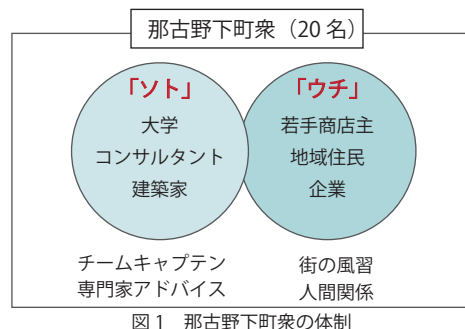 那古野下町衆（20 名）
「ソト」
大学
コンサルタント
建築家
「ウチ」
若手商店主
地域住民
企業
チームキャプテン
専門家アドバイス
街の風習
人間関係
図 1　那古野下町衆の体制